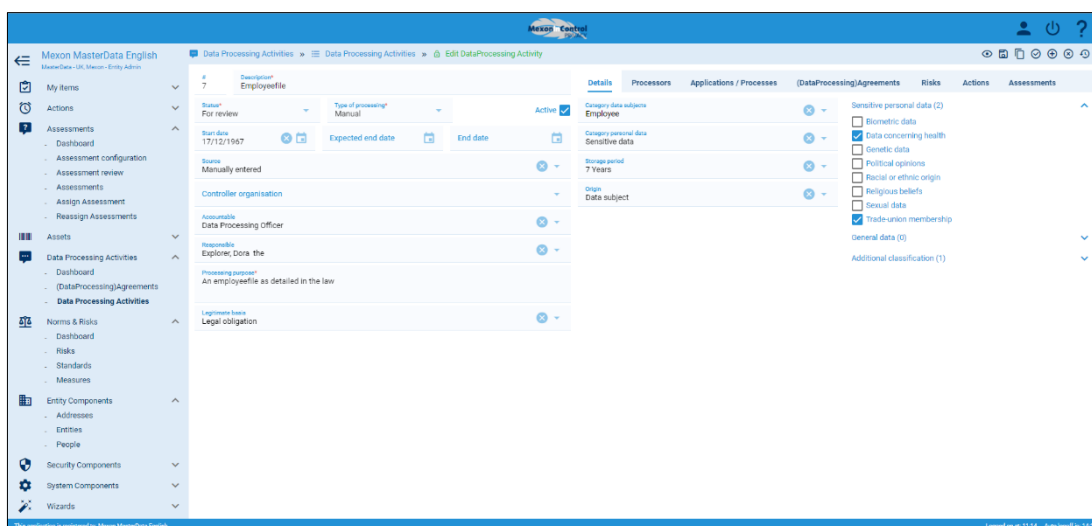 Mexon in Control
Mexon MasterData English
MasterData - UK, Mexon - Entity Admin
Data Processing Activities » Data Processing Activities » Edit DataProcessing Activity
My items
Actions
Assessments
Dashboard
Assessment configuration
Assessment review
Assessments
Assign Assessment
Reassign Assessments
Assets
Data Processing Activities
Dashboard
(DataProcessing)Agreements
Data Processing Activities
Norms & Risks
Dashboard
Risks
Standards
Measures
Entity Components
Addresses
Entities
People
Security Components
System Components
Wizards
# Description*
7 Employeefile
Status* Type of processing*
For review Manual Active
Start date
17/12/1967 Expected end date End date
Source
Manually entered
Controller organisation
Accountable
Data Processing Officer
Responsible
Explorer, Dora the
Processing purpose*
An employeefile as detailed in the law
Legitimate basis
Legal obligation
Details Processors Applications / Processes (DataProcessing)Agreements Risks Actions Assessments
Category data subjects
Employee
Category personal data
Sensitive data
Storage period
7 Years
Origin
Data subject
Sensitive personal data (2)
Biometric data
Data concerning health
Genetic data
Political opinions
Racial or ethnic origin
Religious beliefs
Sexual data
Trade-union membership
General data (0)
Additional classification (1)